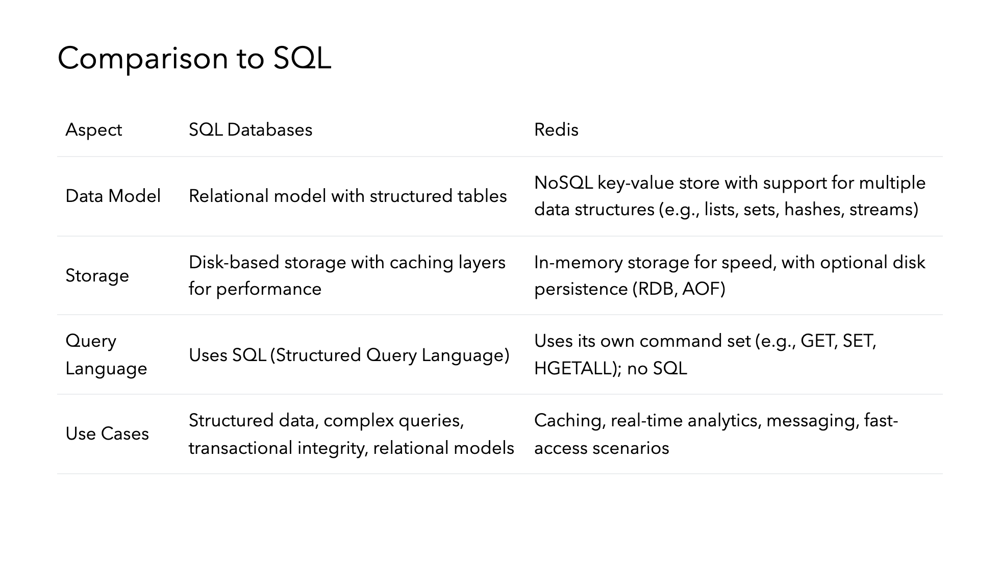 Comparison to SQL
Aspect
SQL Databases
Redis
Data Model
Relational model with structured tables
NoSQL key-value store with support for multiple
data structures (e.g., lists, sets, hashes, streams)
Storage
Disk-based storage with caching layers
for performance
In-memory storage for speed, with optional disk
persistence (RDB, AOF)
Query
Language
Uses SQL (Structured Query Language)
Uses its own command set (e.g., GET, SET,
HGETALL); no SQL
Use Cases
Structured data, complex queries,
transactional integrity, relational models
Caching, real-time analytics, messaging, fast-
access scenarios